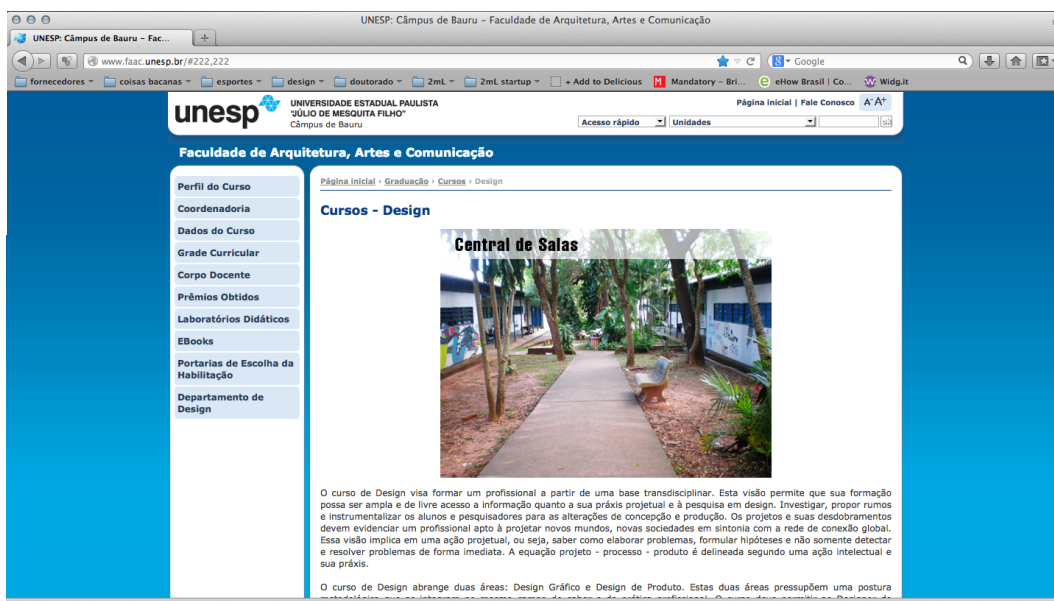 UNESP: Câmpus de Bauru – Faculdade de Arquitetura, Artes e Comunicação
UNESP: Câmpus de Bauru – Fac...
www.faac.unesp.br/#222,222
Google
fornecedores
coisas bacanas
esportes
design
doutorado
2mL
2mL startup
+ Add to Delicious
Mandatory – Bri...
eHow Brasil | Co...
Widg.it
unesp
UNIVERSIDADE ESTADUAL PAULISTA
"JÚLIO DE MESQUITA FILHO"
Câmpus de Bauru
Página inicial | Fale Conosco A- A+
Acesso rápido
Unidades
ok
Faculdade de Arquitetura, Artes e Comunicação
Perfil do Curso
Coordenadoria
Dados do Curso
Grade Curricular
Corpo Docente
Prêmios Obtidos
Laboratórios Didáticos
EBooks
Portarias de Escolha da
Habilitação
Departamento de
Design
Página inicial › Graduação › Cursos › Design
Cursos - Design
Central de Salas
O curso de Design visa formar um profissional a partir de uma base transdisciplinar. Esta visão permite que sua formação
possa ser ampla e de livre acesso a informação quanto a sua práxis projetual e à pesquisa em design. Investigar, propor rumos
e instrumentalizar os alunos e pesquisadores para as alterações de concepção e produção. Os projetos e suas desdobramentos
devem evidenciar um profissional apto à projetar novos mundos, novas sociedades em sintonia com a rede de conexão global.
Essa visão implica em uma ação projetual, ou seja, saber como elaborar problemas, formular hipóteses e não somente detectar
e resolver problemas de forma imediata. A equação projeto - processo - produto é delineada segundo uma ação intelectual e
sua práxis.
O curso de Design abrange duas áreas: Design Gráfico e Design de Produto. Estas duas áreas pressupõem uma postura